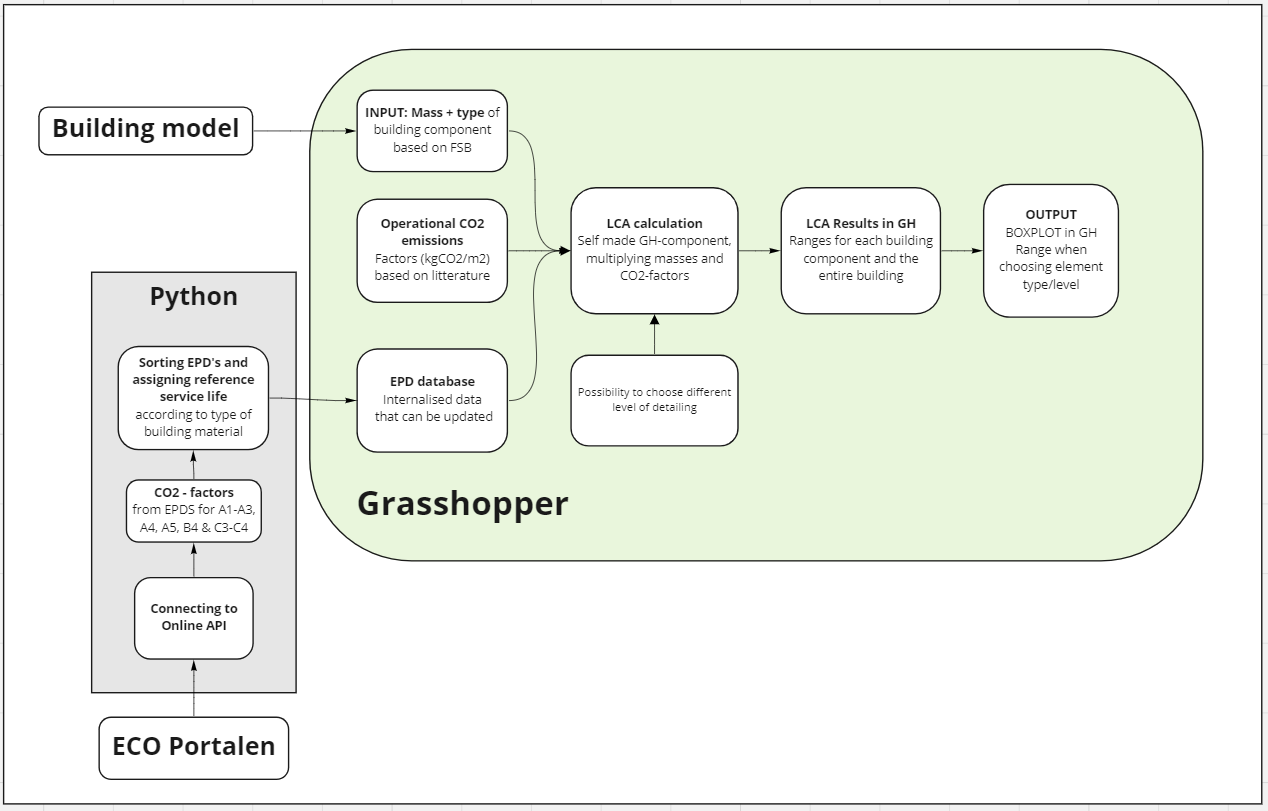 Building model
INPUT: Mass + type of
building component
based on FSB
Operational CO2
emissions
Factors (kgCO2/m2)
based on litterature
EPD database
Internalised data
that can be updated
LCA calculation
Self made GH-component,
multiplying masses and
CO2-factors
Possibility to choose different
level of detailing
LCA Results in GH
Ranges for each building
component and the
entire building
OUTPUT
BOXPLOT in GH
Range when
choosing element
type/level
Grasshopper
Python
Sorting EPD's and
assigning reference
service life
according to type of
building material
CO2 - factors
from EPDS for A1-A3,
A4, A5, B4 & C3-C4
Connecting to
Online API
ECO Portalen